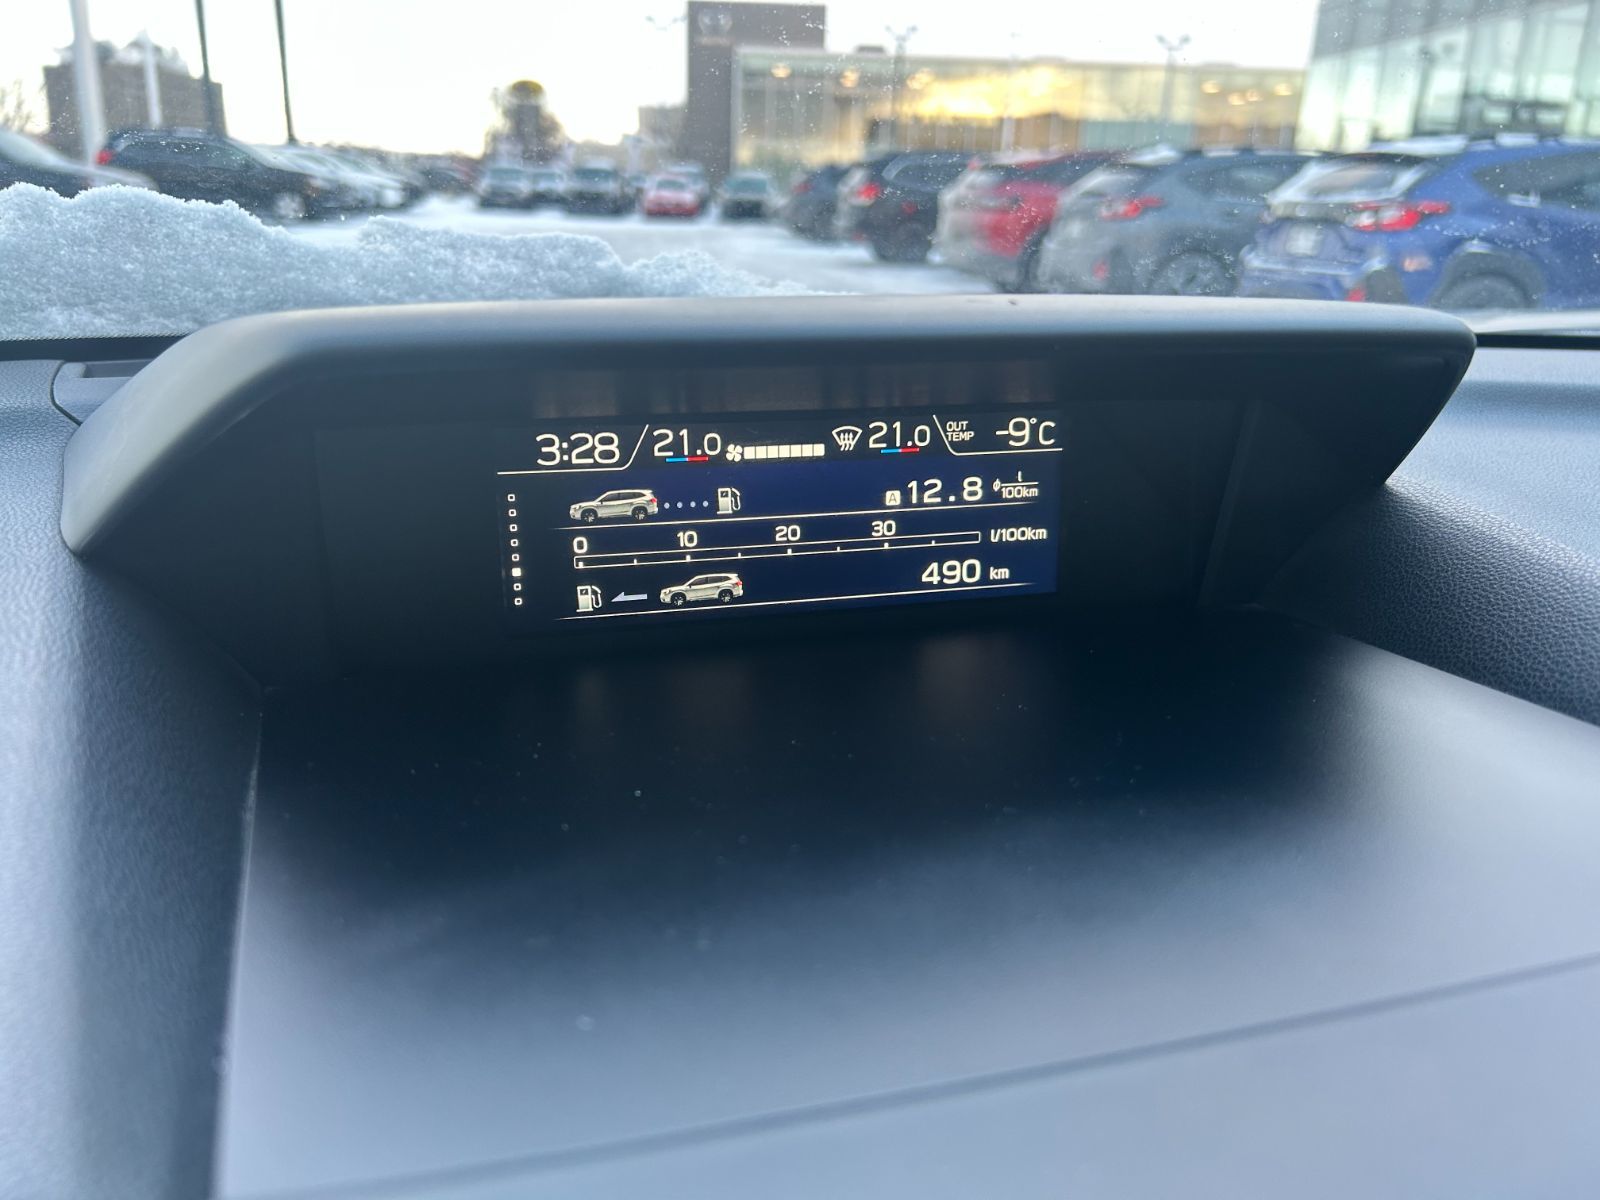 3:28 21.0 21.0 OUT TEMP -9°C
A 12.8 ϕ l/100km
0 10 20 30 l/100km
490 km